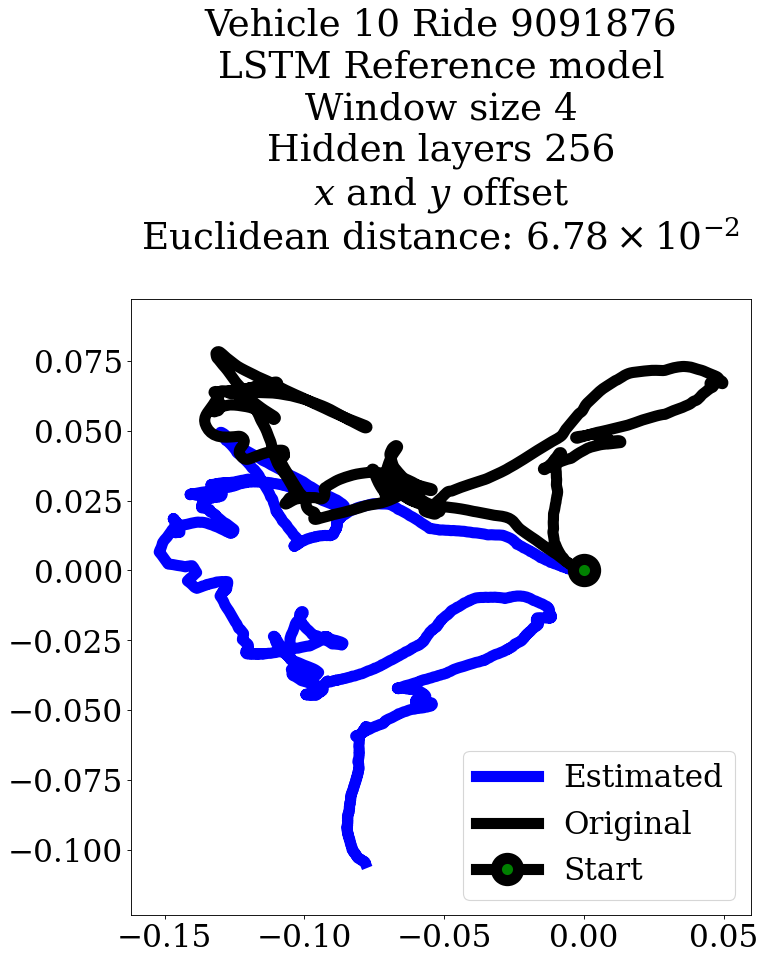 Vehicle 10 Ride 9091876
LSTM Reference model
Window size 4
Hidden layers 256
x and y offset
Euclidean distance: 6.78 × 10⁻²
0.075
0.050
0.025
0.000
−0.025
−0.050
−0.075
−0.100
Estimated
Original
Start
−0.15 −0.10 −0.05 0.00 0.05